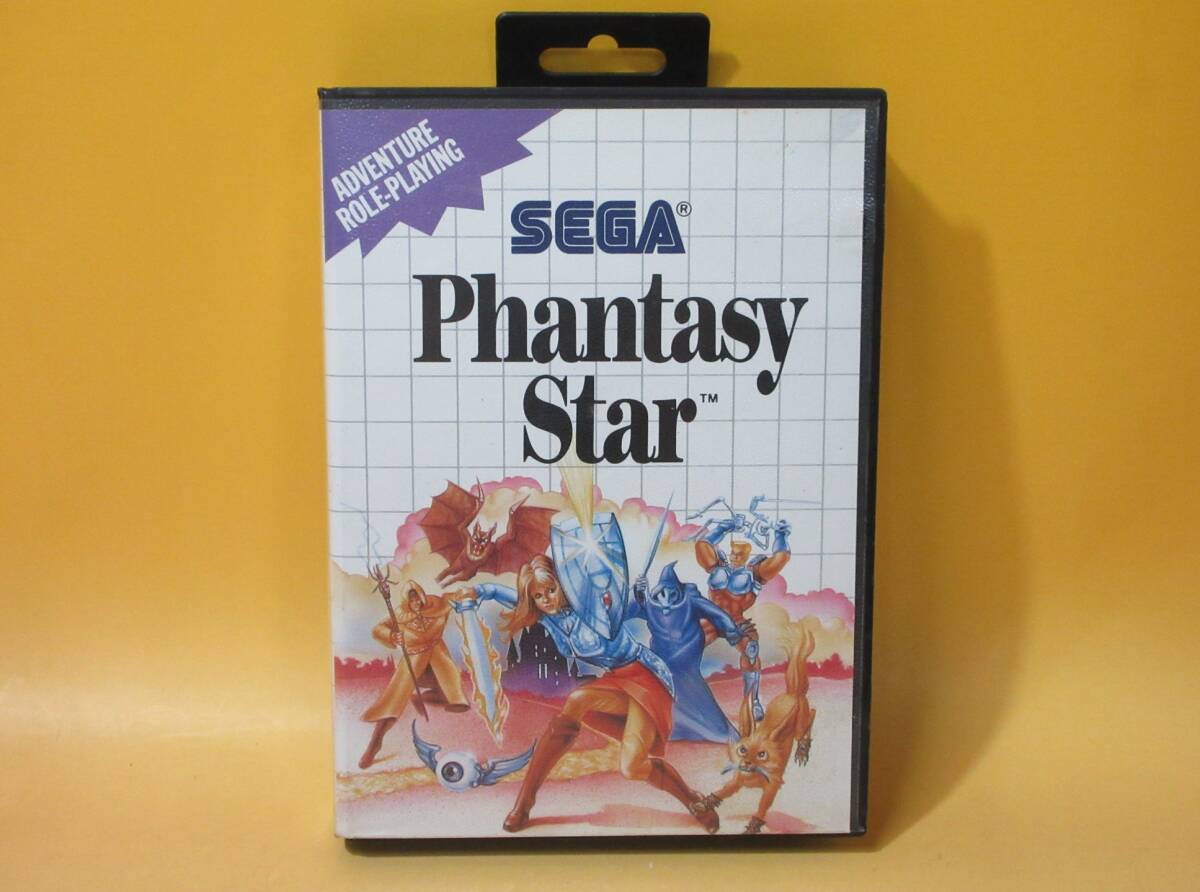 ADVENTURE
ROLE-PLAYING
SEGA®
Phantasy
Star™